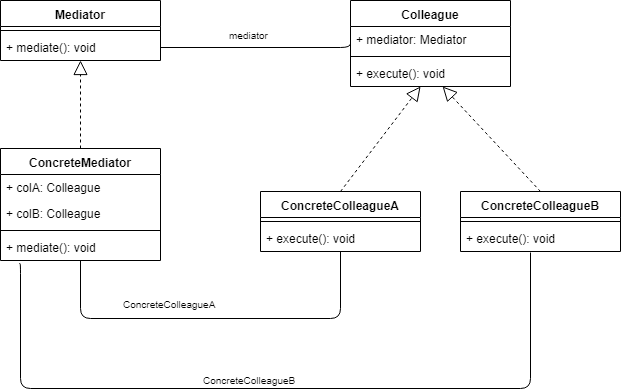 Mediator
+ mediate(): void
mediator
Colleague
+ mediator: Mediator
+ execute(): void
ConcreteMediator
+ colA: Colleague
+ colB: Colleague
+ mediate(): void
ConcreteColleagueA
+ execute(): void
ConcreteColleagueB
+ execute(): void
ConcreteColleagueA
ConcreteColleagueB